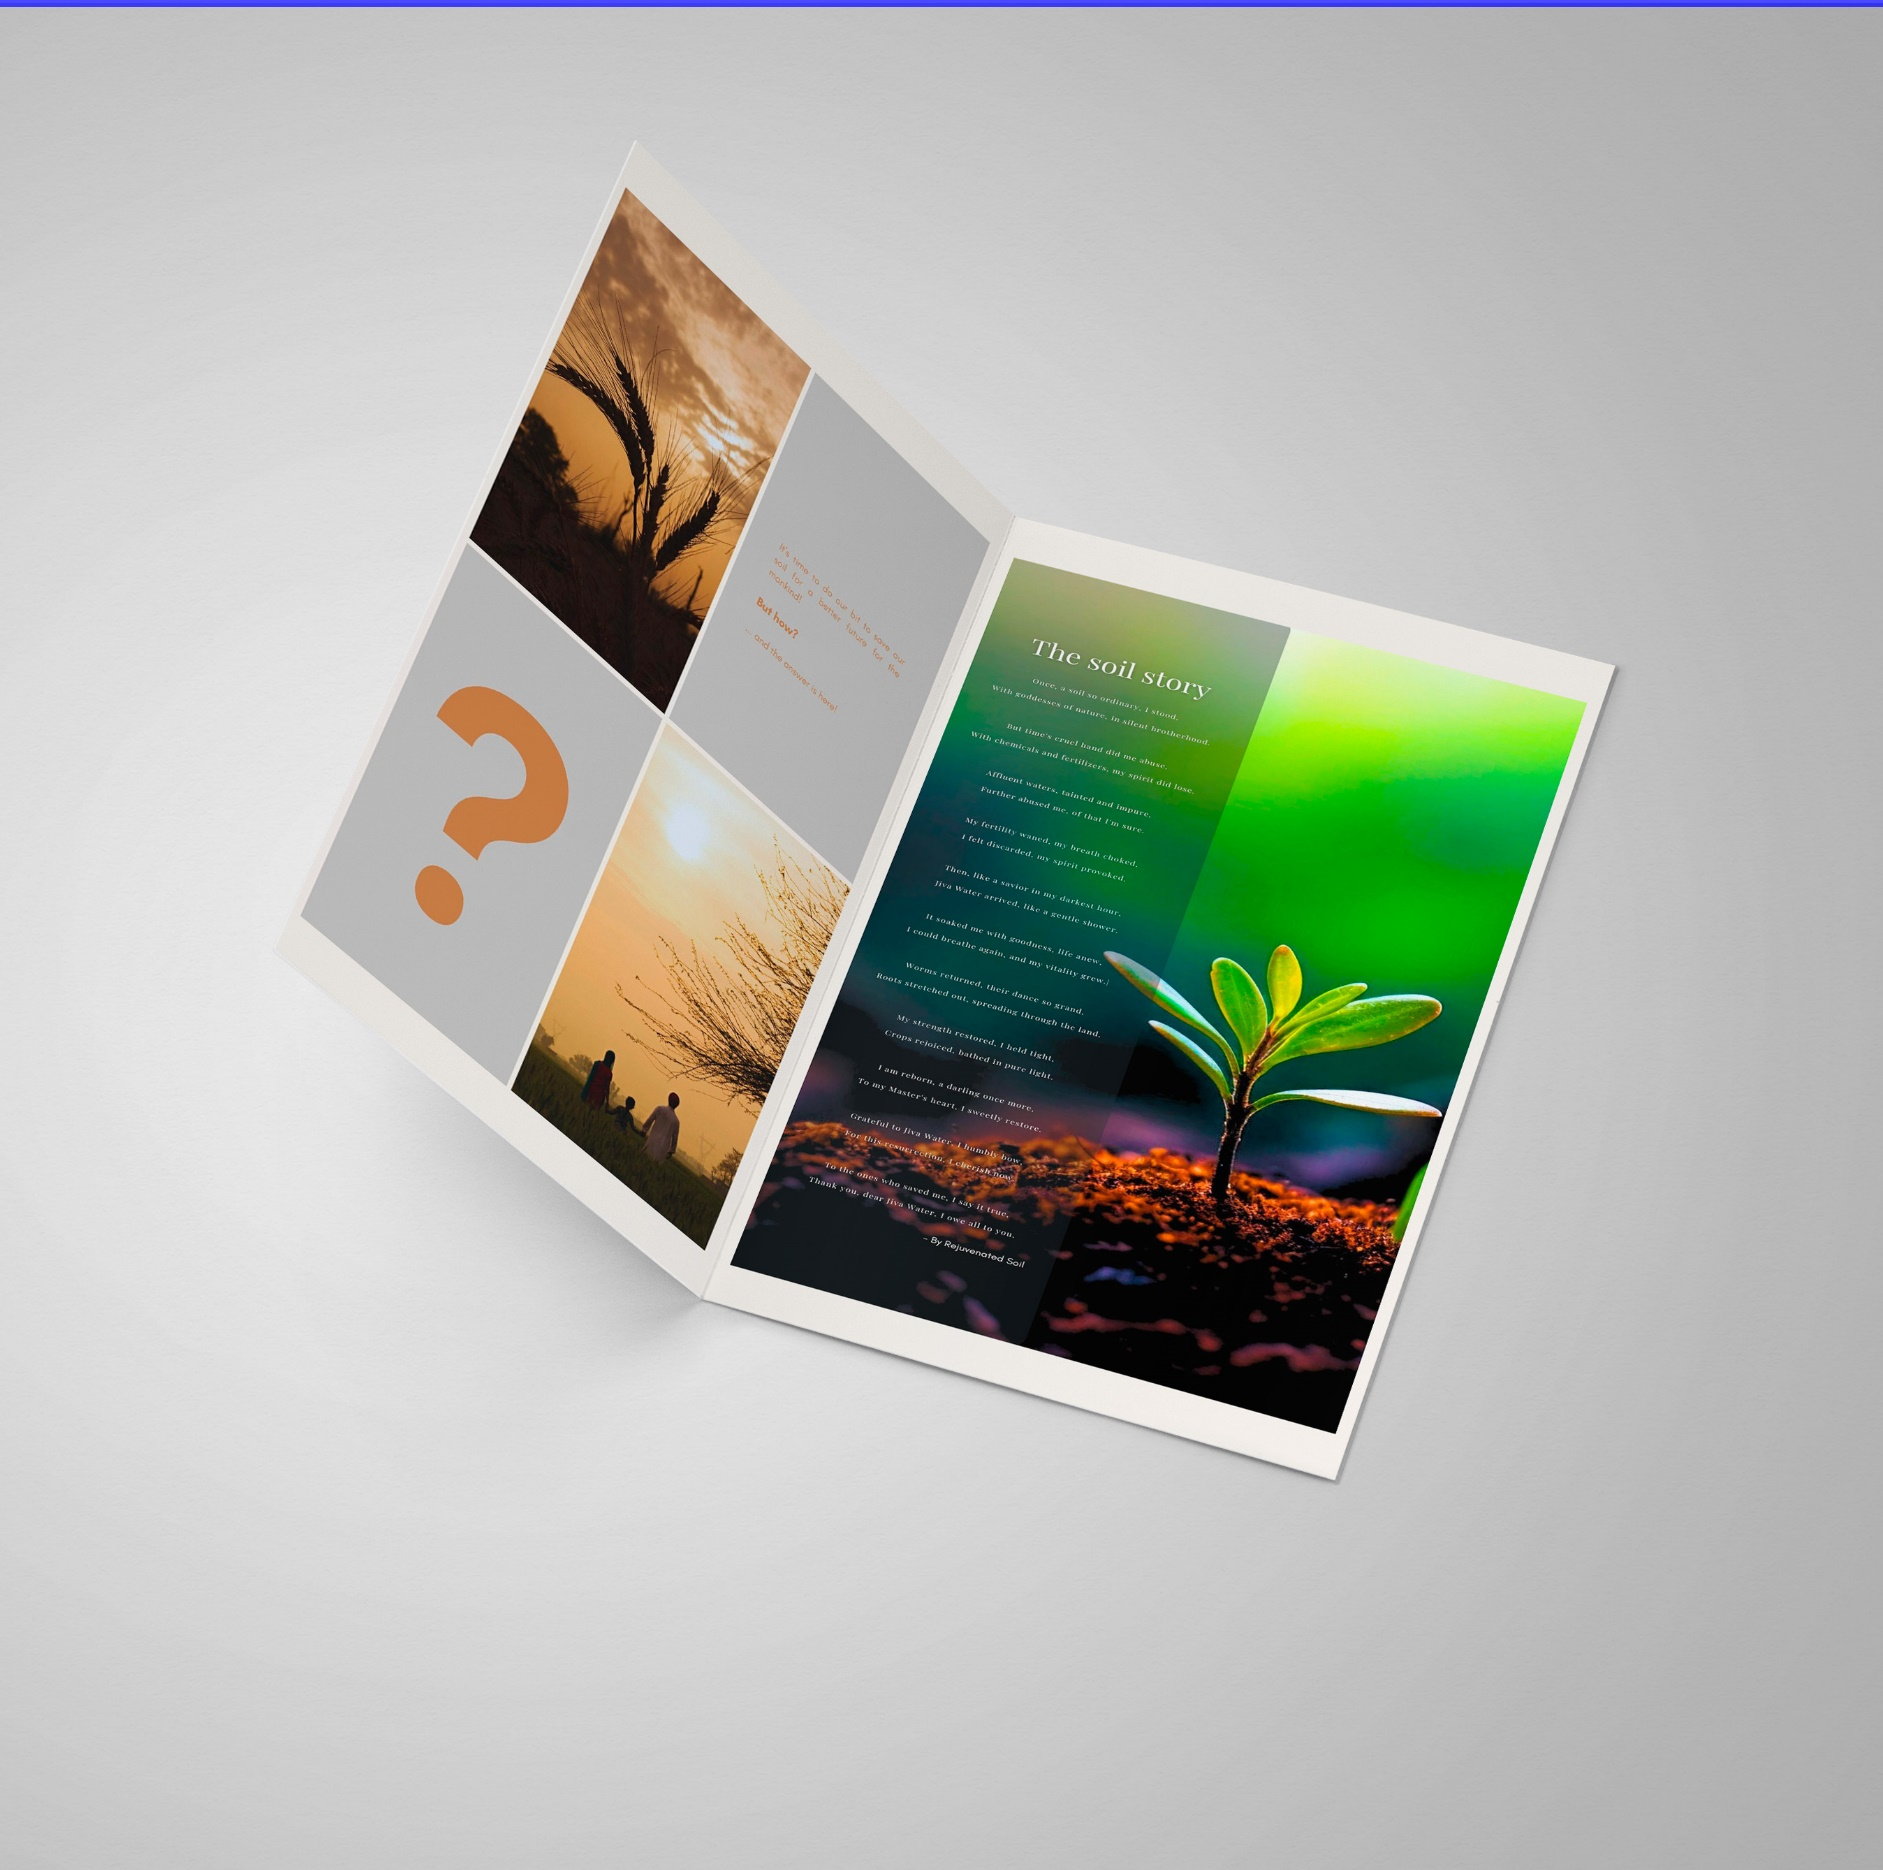 It's time to do our bit to save our
soil for a better future for the
mankind!
But how?
... and the answer is here!
?
The soil story
Once, a soil so ordinary, I stood,
With goddesses of nature, in silent brotherhood.
But time's cruel hand did me abuse,
With chemicals and fertilizers, my spirit did lose.
Affluent waters, tainted and impure,
Further abused me, of that I'm sure.
My fertility waned, my breath choked,
I felt discarded, my spirit provoked.
Then, like a savior in my darkest hour,
Jiva Water arrived, like a gentle shower.
It soaked me with goodness, life anew,
I could breathe again, and my vitality grew.|
Worms returned, their dance so grand,
Roots stretched out, spreading through the land.
My strength restored, I held tight,
Crops rejoiced, bathed in pure light.
I am reborn, a darling once more,
To my Master's heart, I sweetly restore.
Grateful to Jiva Water, I humbly bow,
For this resurrection, I cherish now.
To the ones who saved me, I say it true,
Thank you, dear Jiva Water, I owe all to you.
- By Rejuvenated Soil